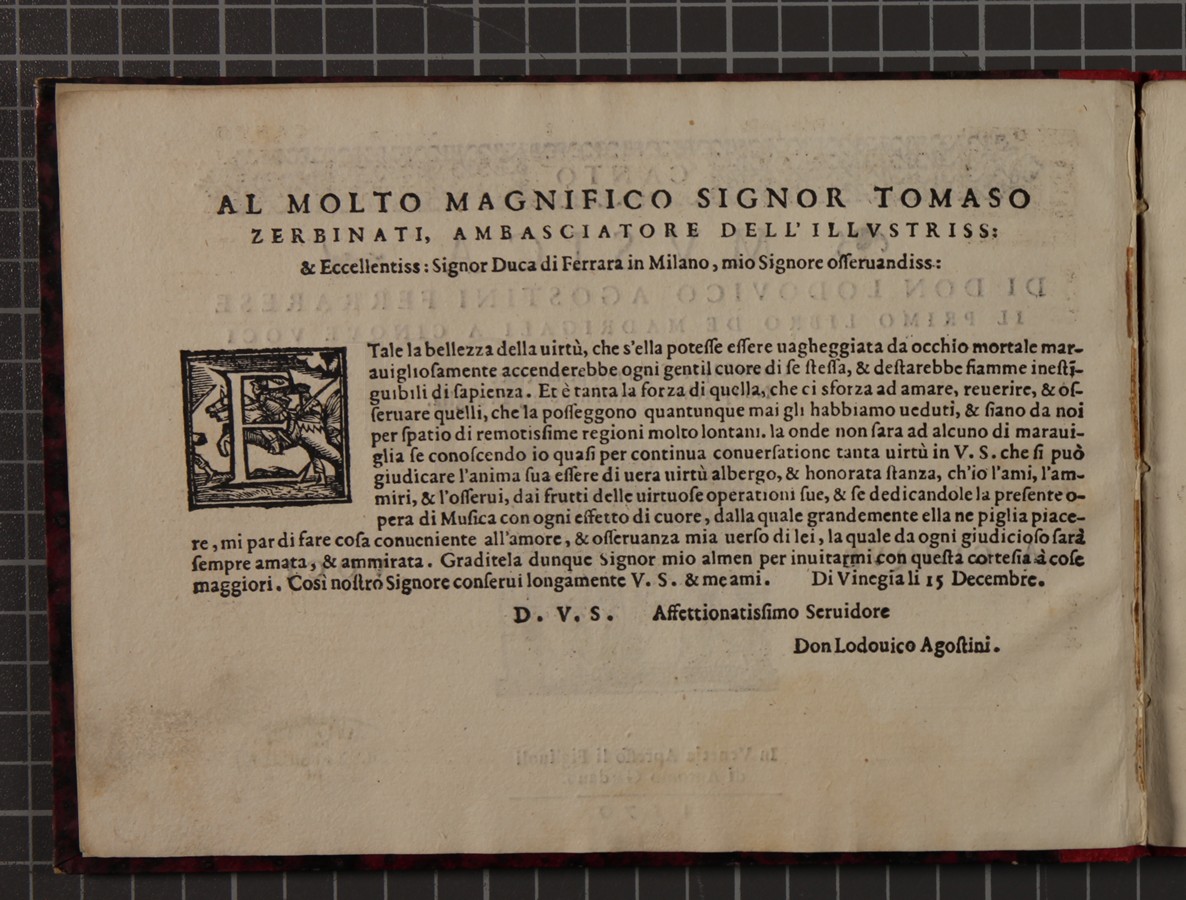 AL MOLTO MAGNIFICO SIGNOR TOMASO
ZERBINATI, AMBASCIATORE DELL'ILLVSTRISS:
& Eccellentiss: Signor Duca di Ferrara in Milano, mio Signore oſſeruandiss:
E Tale la bellezza della uirtù, che s'ella poteſſe eſſere uagheggiata da occhio mortale mar-
auiglioſamente accenderebbe ogni gentil cuore di ſe ſteſſa, & deſtarebbe fiamme ineſti-
guibili di ſapienza. Et è tanta la forza di quella, che ci sforza ad amare, reuerire, & oſ-
ſeruare quelli, che la poſſeggono quantunque mai gli habbiamo ueduti, & ſiano da noi
per ſpatio di remotisſime regioni molto lontani. la onde non ſara ad alcuno di maraui-
glia ſe conoſcendo io quaſi per continua conuerſatione tanta uirtù in V. S. che ſi può
giudicare l'anima ſua eſſere di uera uirtù albergo, & honorata ſtanza, ch'io l'ami, l'am-
miri, & l'oſſerui, dai frutti delle uirtuoſe operationi ſue, & ſe dedicandole la preſente o-
pera di Muſica con ogni effetto di cuore, dalla quale grandemente ella ne piglia piace-
re, mi par di fare coſa conueniente all'amore, & oſſeruanza mia uerſo di lei, la quale da ogni giudicioſo ſarà
ſempre amata, & ammirata. Graditela dunque Signor mio almen per inuitarmi con queſta corteſia à coſe
maggiori. Così noſtro Signore conſerui longamente V. S. & me ami. Di Vinegia li 15 Decembre.
D. V. S. Affettionatisſimo Seruidore
Don Lodouico Agoſtini.